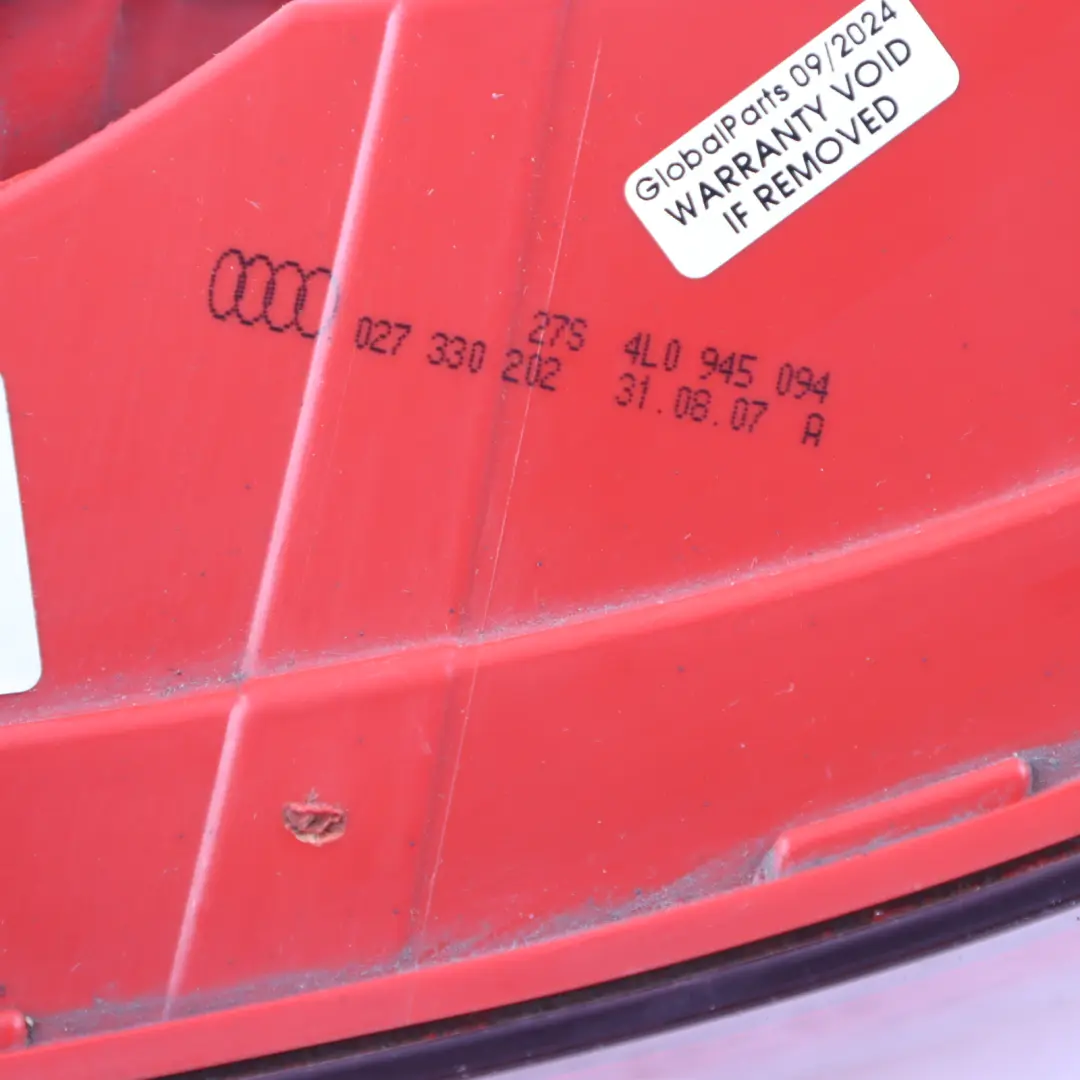 GlobalParts 09/2024
WARRANTY VOID
IF REMOVED
27S 4L0 945 094
027 330 202 31.08.07 A